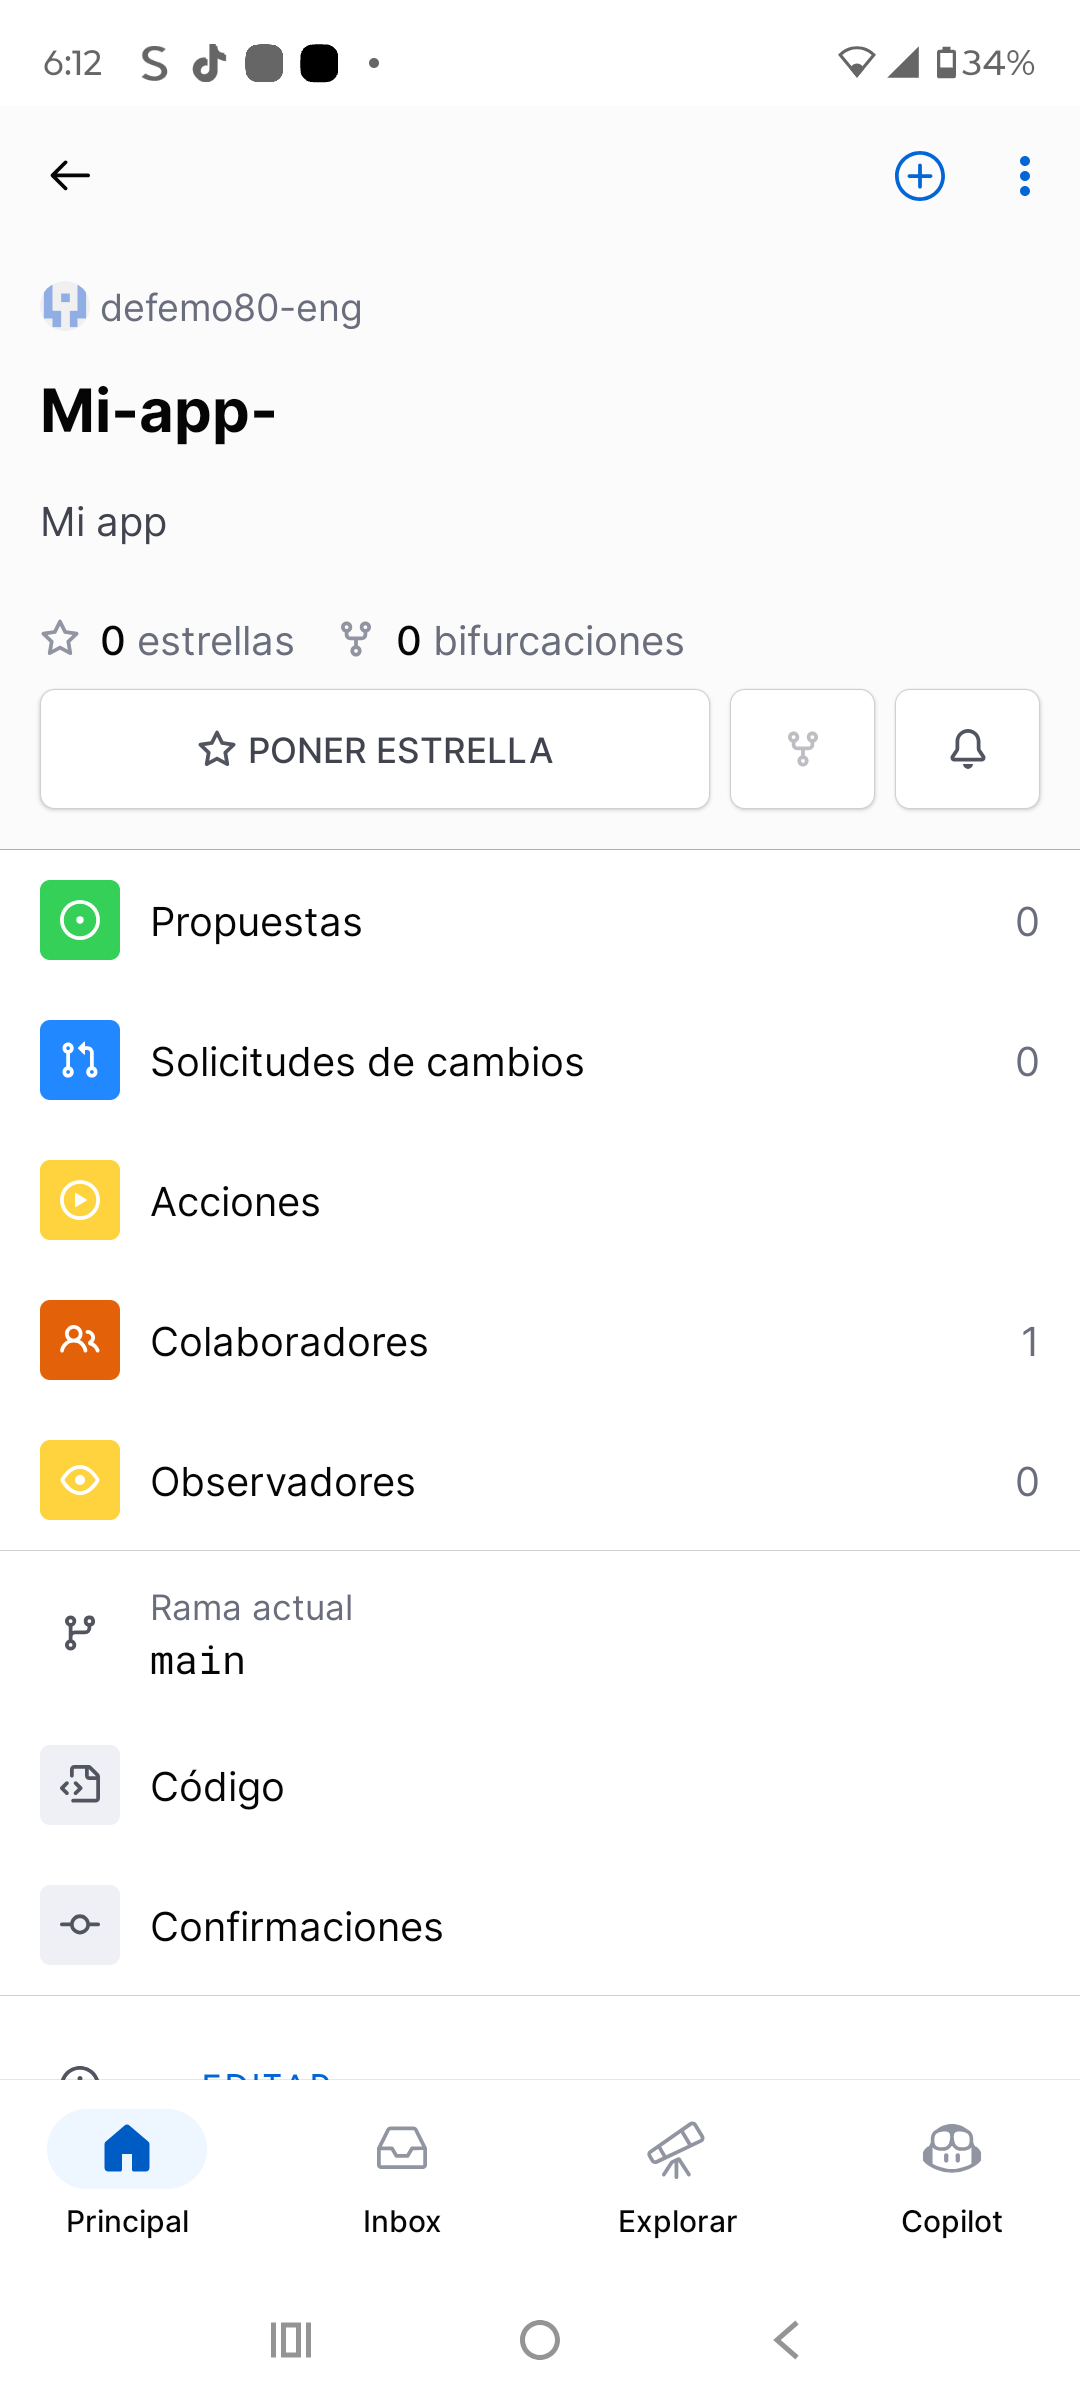 6:12 34%
defemo80-eng
Mi-app-
Mi app
0 estrellas 0 bifurcaciones
PONER ESTRELLA
Propuestas 0
Solicitudes de cambios 0
Acciones
Colaboradores 1
Observadores 0
Rama actual
main
Código
Confirmaciones
EDITAR
Principal Inbox Explorar Copilot